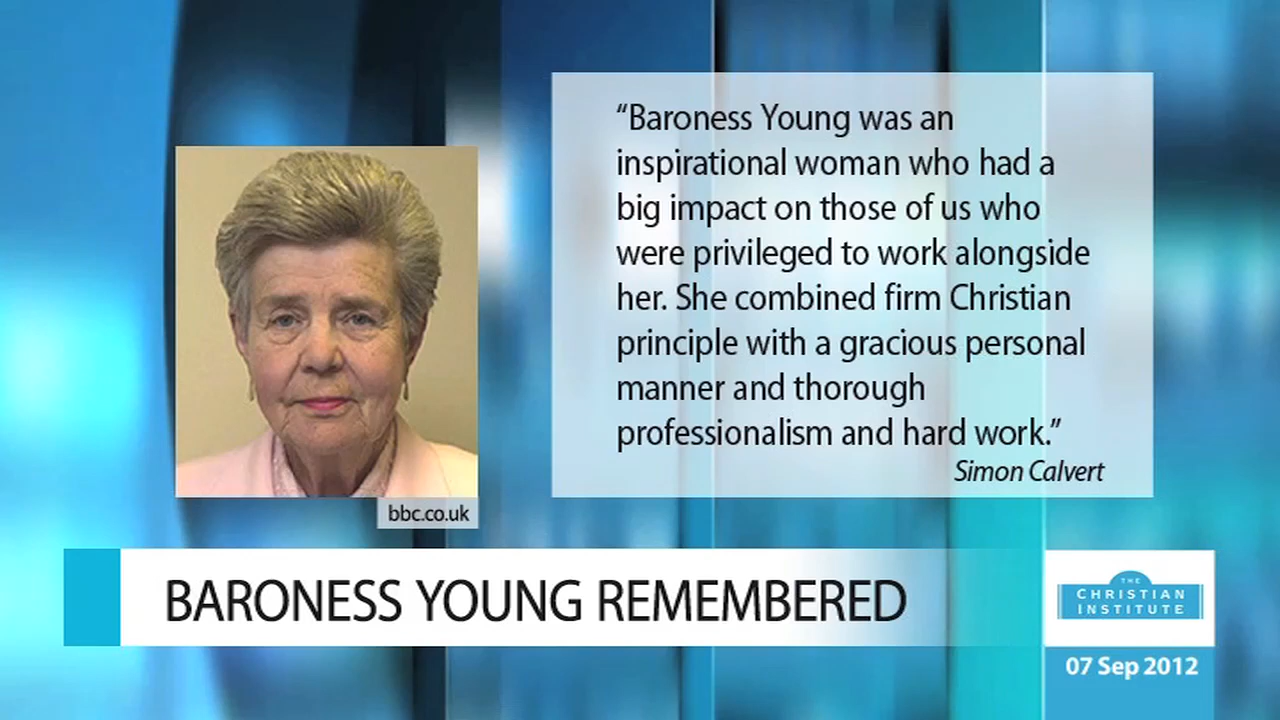 “Baroness Young was an
inspirational woman who had a
big impact on those of us who
were privileged to work alongside
her. She combined firm Christian
principle with a gracious personal
manner and thorough
professionalism and hard work.”
Simon Calvert
bbc.co.uk
BARONESS YOUNG REMEMBERED
THE
CHRISTIAN
INSTITUTE
07 Sep 2012